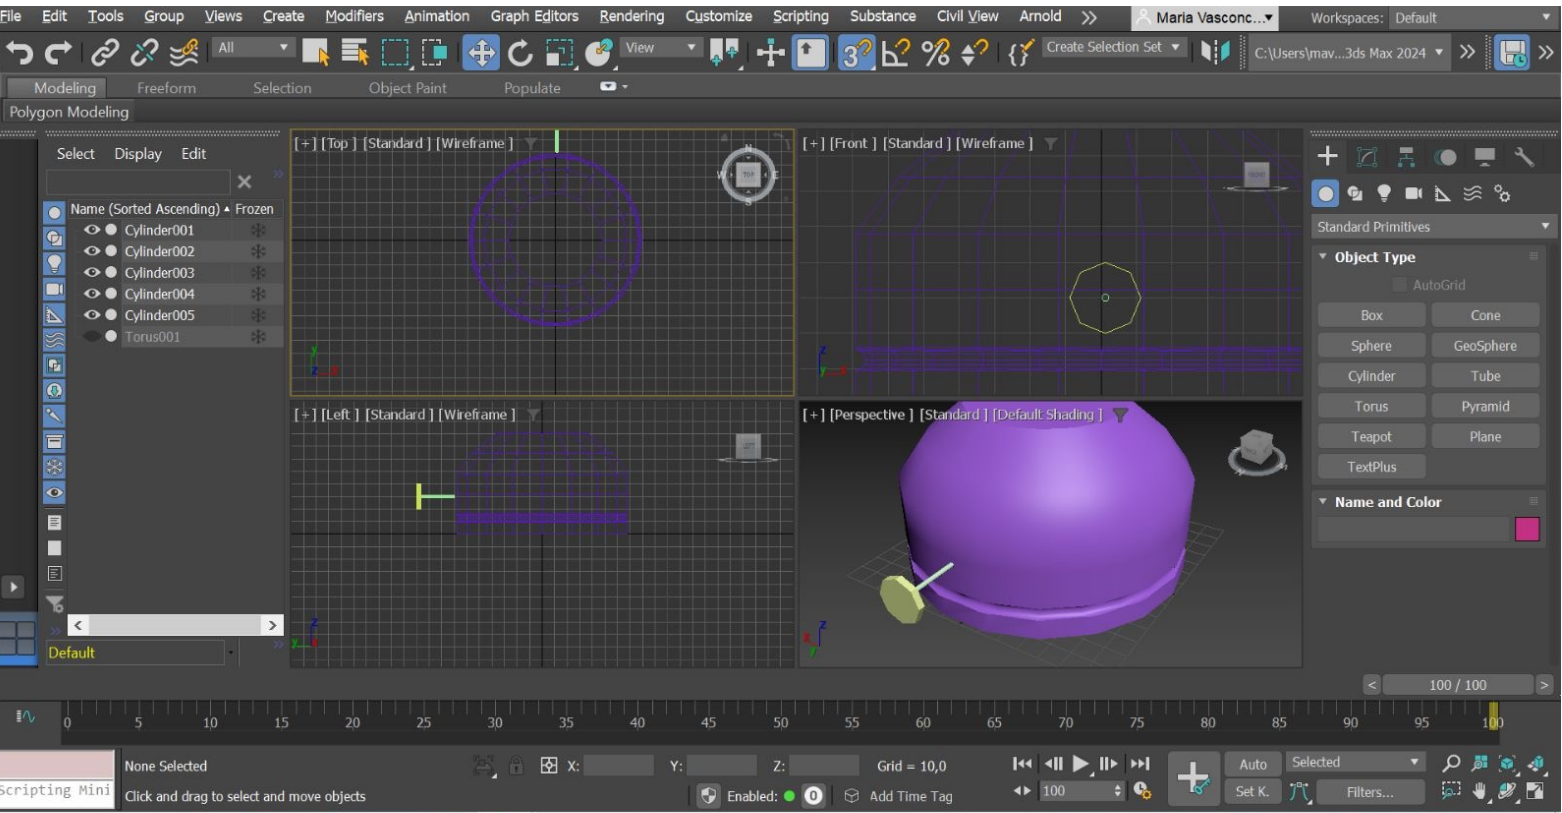 File Edit Tools Group Views Create Modifiers Animation Graph Editors Rendering Customize Scripting Substance Civil View Arnold Maria Vasconc... Workspaces: Default
All View Create Selection Set C:\Users\mav...3ds Max 2024
Modeling Freeform Selection Object Paint Populate
Polygon Modeling
Select Display Edit
Name (Sorted Ascending) Frozen
Cylinder001
Cylinder002
Cylinder003
Cylinder004
Cylinder005
Torus001
Default
[+] [Top ] [Standard ] [Wireframe ]
N
W TOP E
S
y
z x
[+] [Front ] [Standard ] [Wireframe ]
FRONT
z
y x
[+] [Left ] [Standard ] [Wireframe ]
LEFT
z
y x
[+] [Perspective ] [Standard ] [Default Shading ]
z
x
y
Standard Primitives
Object Type
AutoGrid
Box Cone
Sphere GeoSphere
Cylinder Tube
Torus Pyramid
Teapot Plane
TextPlus
Name and Color
< 100 / 100 >
0 5 10 15 20 25 30 35 40 45 50 55 60 65 70 75 80 85 90 95 100
None Selected X: Y: Z: Grid = 10,0 Auto Selected
Scripting Mini Click and drag to select and move objects Enabled: 0 Add Time Tag 100 Set K. Filters...